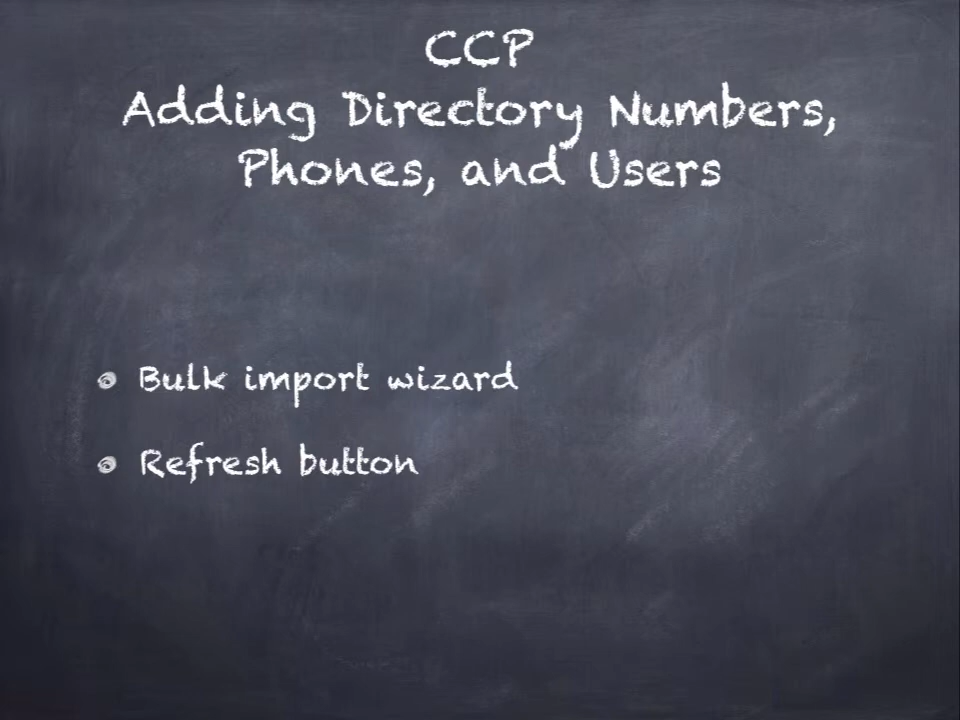 CCP
Adding Directory Numbers,
Phones, and Users
Bulk import wizard
Refresh button